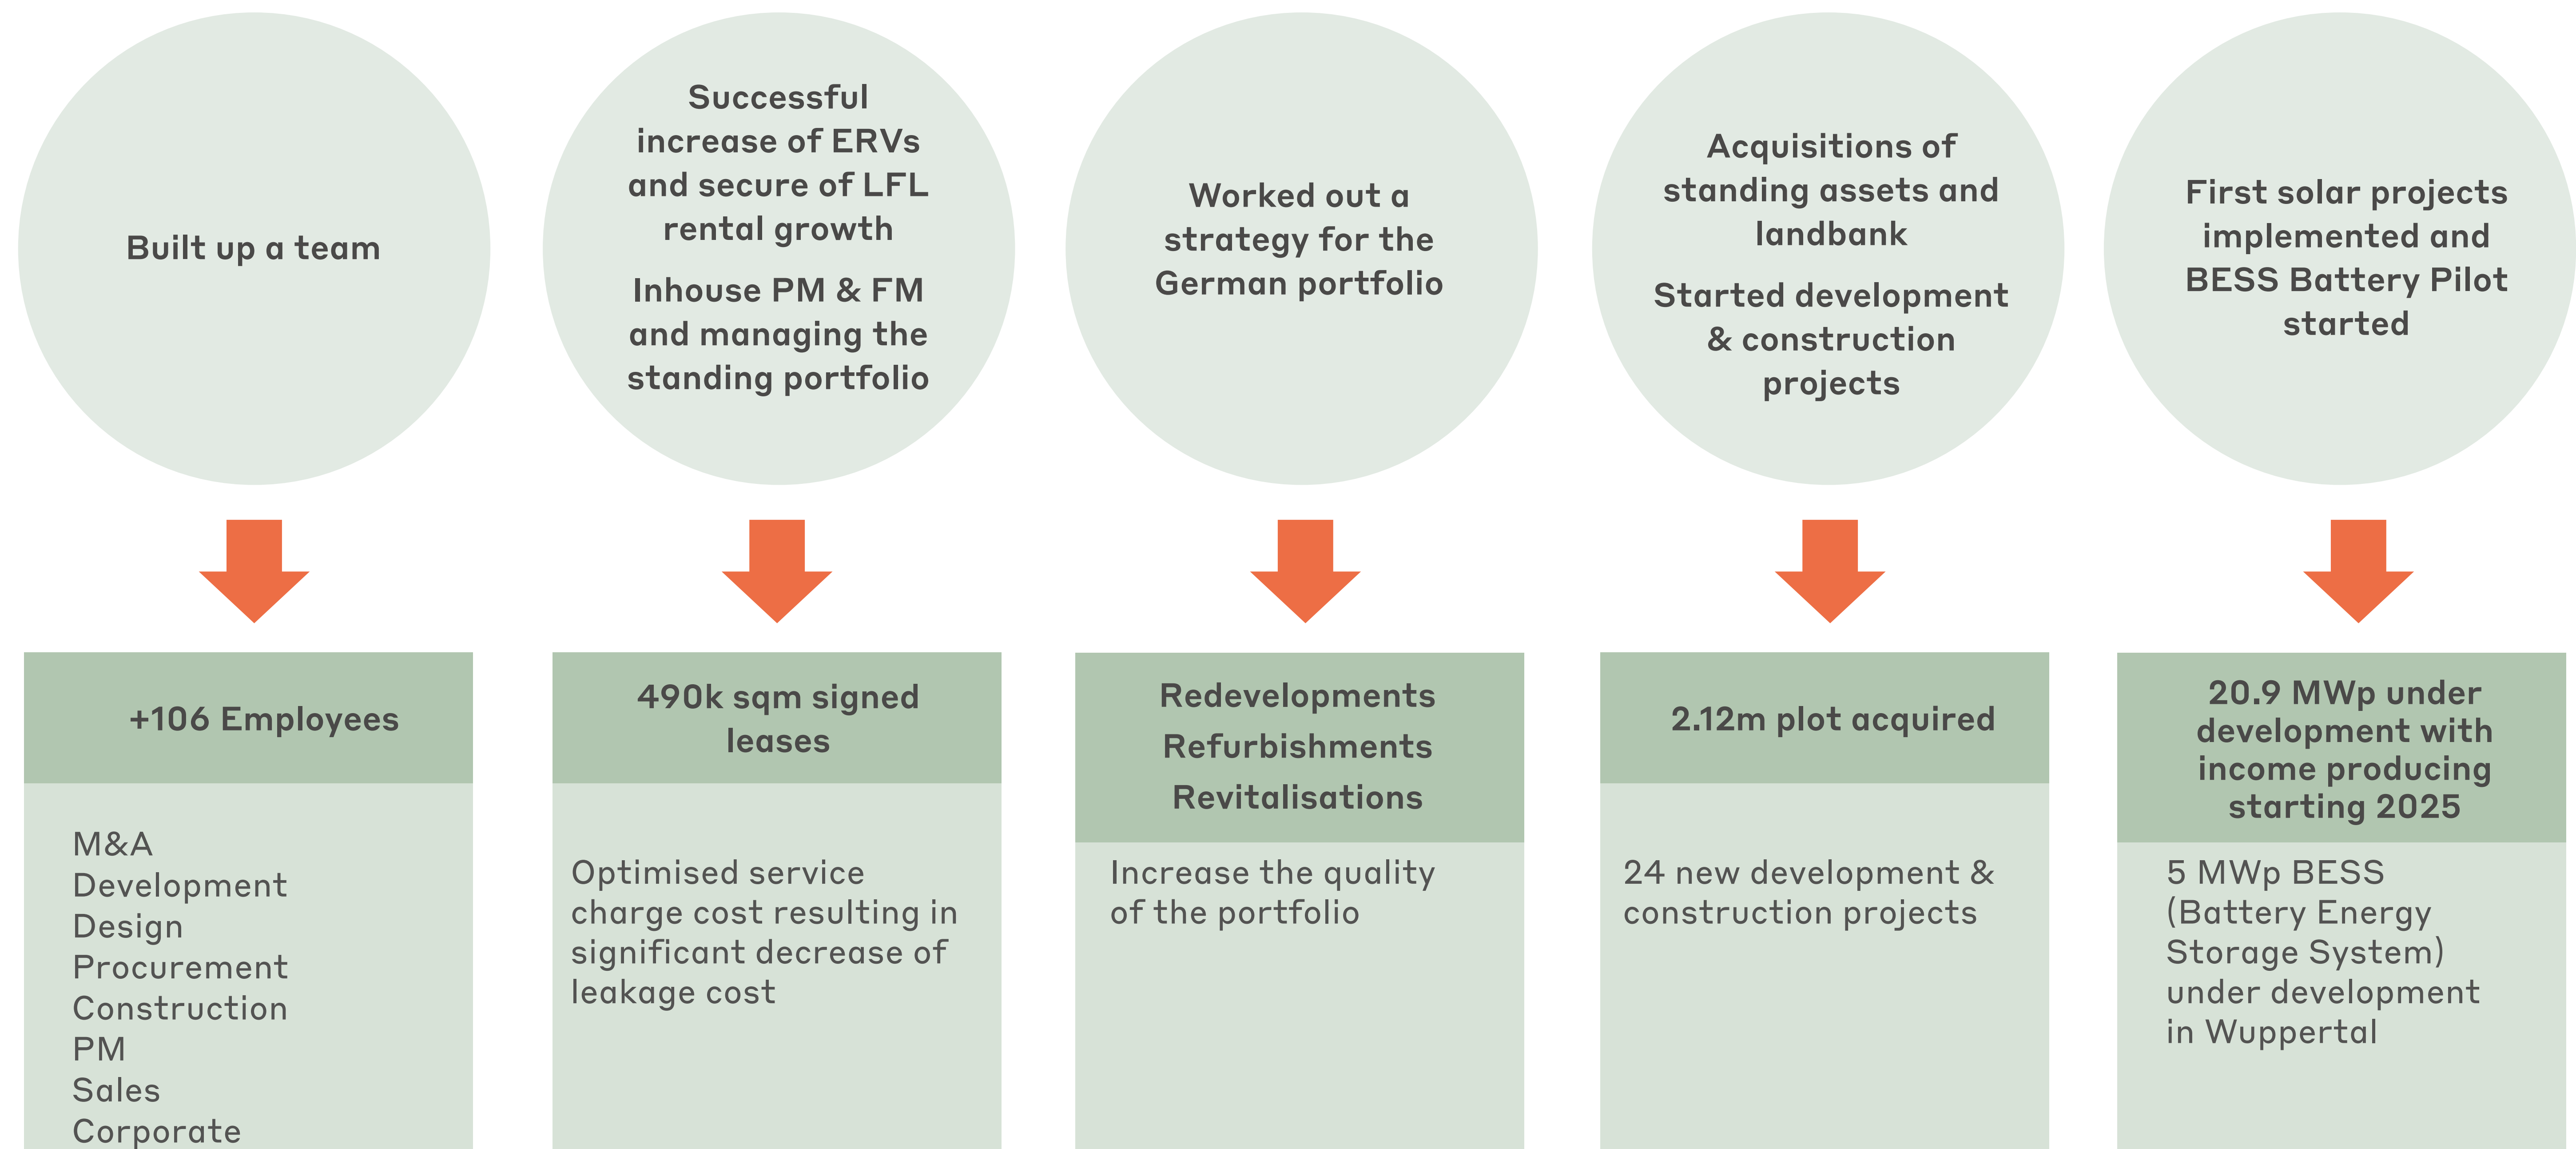 Built up a team
Successful
increase of ERVs
and secure of LFL
rental growth
Inhouse PM & FM
and managing the
standing portfolio
Worked out a
strategy for the
German portfolio
Acquisitions of
standing assets and
landbank
Started development
& construction
projects
First solar projects
implemented and
BESS Battery Pilot
started
+106 Employees
M&A
Development
Design
Procurement
Construction
PM
Sales
Corporate
490k sqm signed
leases
Optimised service
charge cost resulting in
significant decrease of
leakage cost
Redevelopments
Refurbishments
Revitalisations
Increase the quality
of the portfolio
2.12m plot acquired
24 new development &
construction projects
20.9 MWp under
development with
income producing
starting 2025
5 MWp BESS
(Battery Energy
Storage System)
under development
in Wuppertal